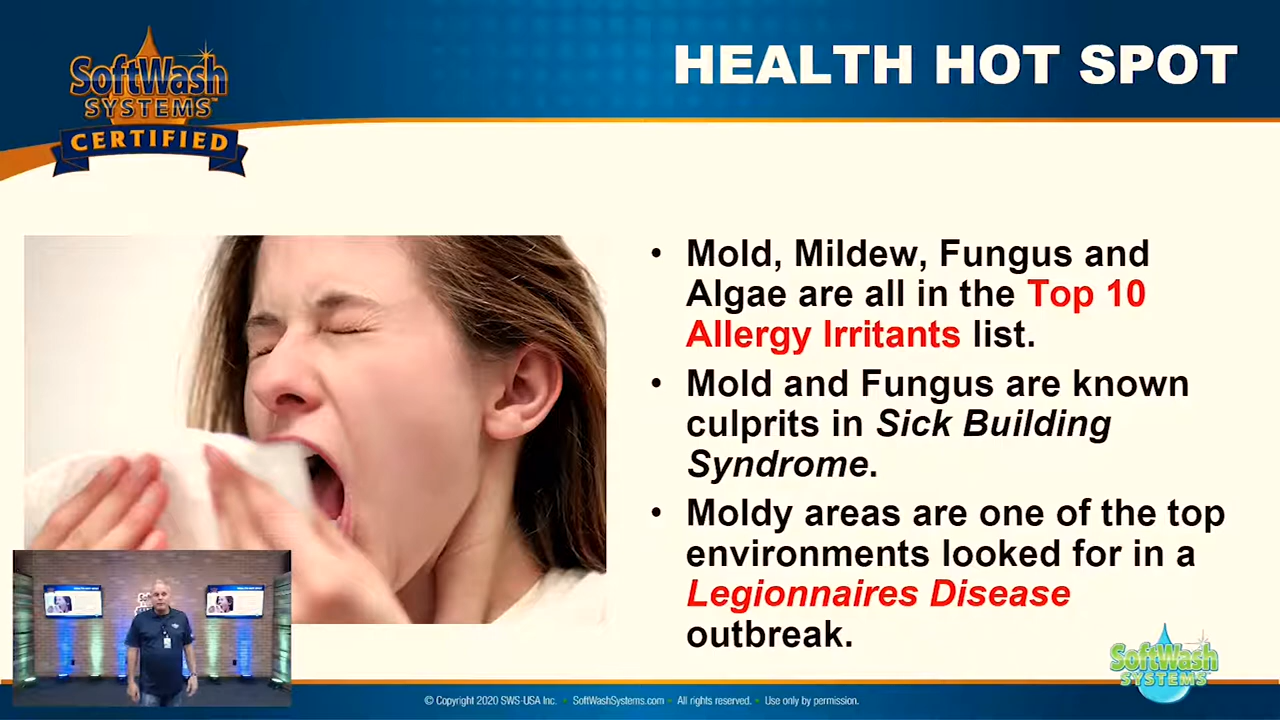 SoftWash
SYSTEMS
CERTIFIED
HEALTH HOT SPOT
• Mold, Mildew, Fungus and
Algae are all in the Top 10
Allergy Irritants list.
• Mold and Fungus are known
culprits in Sick Building
Syndrome.
• Moldy areas are one of the top
environments looked for in a
Legionnaires Disease
outbreak.
SoftWash
SYSTEMS
© Copyright 2020 SWS-USA Inc. • SoftWashSystems.com • All rights reserved. • Use only by permission.